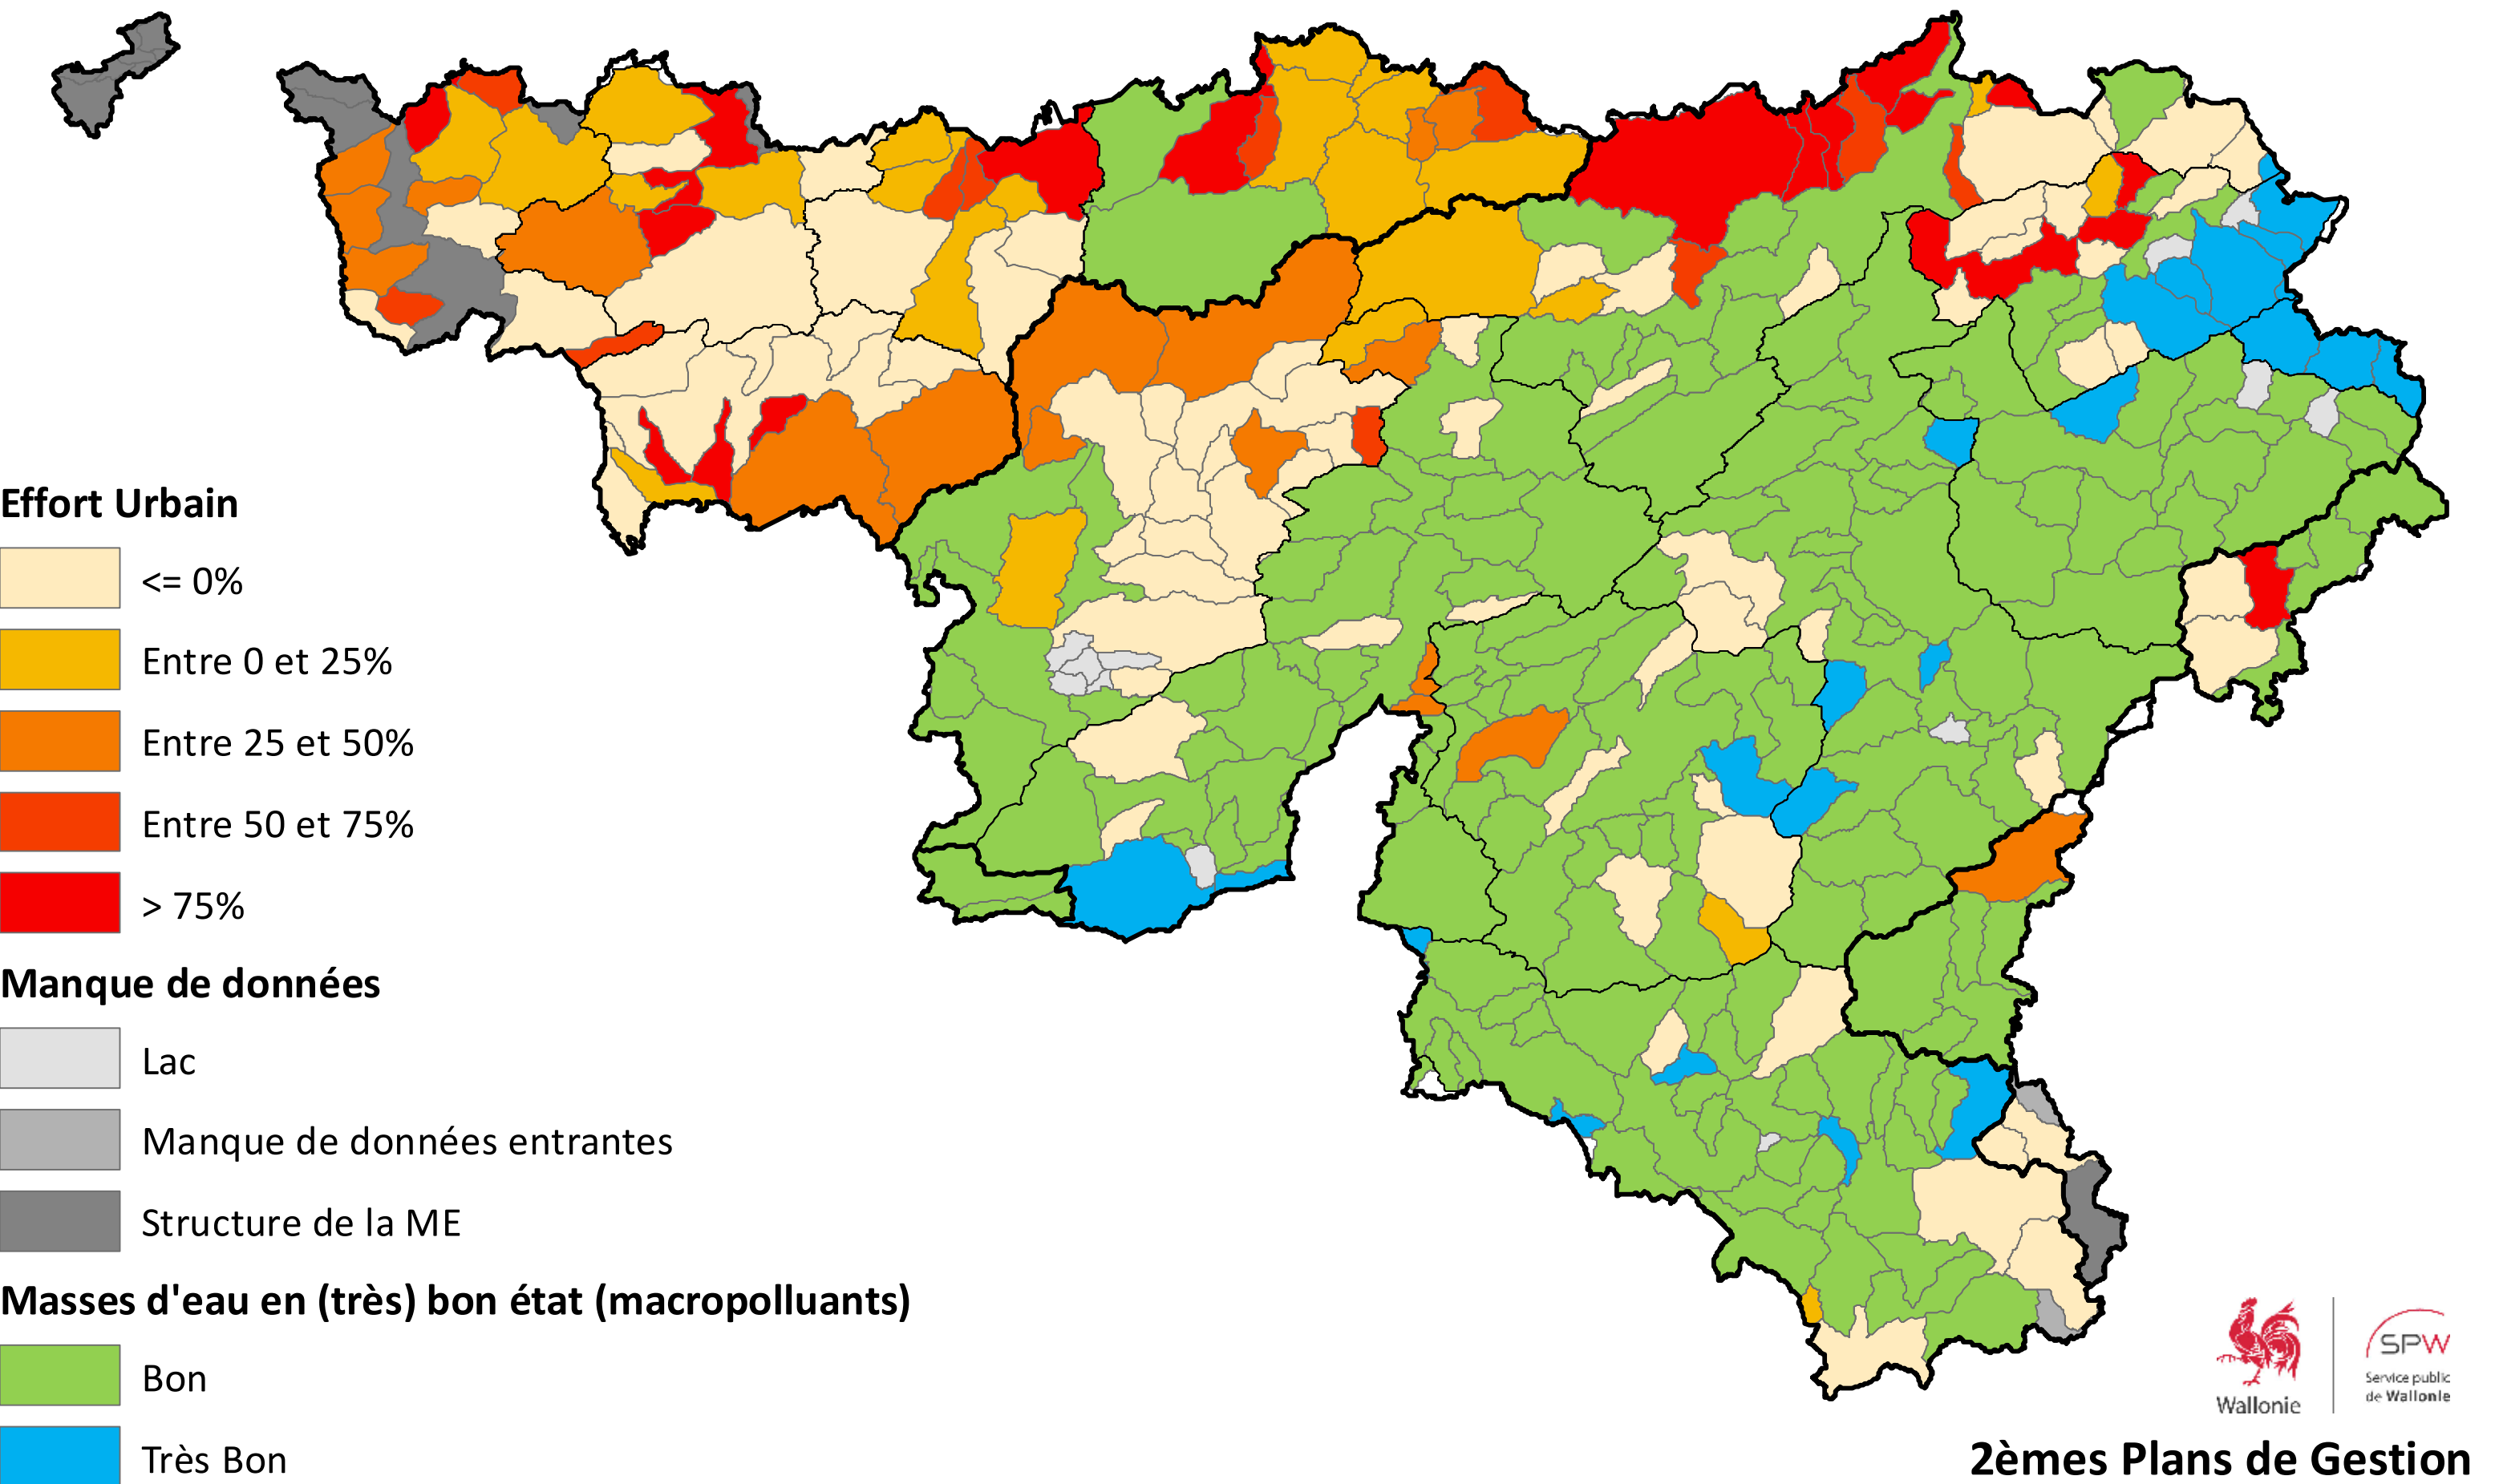 Effort Urbain
<= 0%
Entre 0 et 25%
Entre 25 et 50%
Entre 50 et 75%
> 75%
Manque de données
Lac
Manque de données entrantes
Structure de la ME
Masses d'eau en (très) bon état (macropolluants)
Bon
Très Bon
Wallonie
SPW
Service public
de Wallonie
2èmes Plans de Gestion